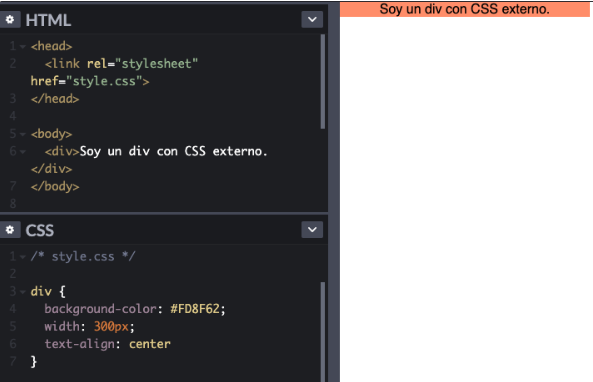 HTML
1 <head>
2 <link rel="stylesheet"
href="style.css">
3 </head>
4
5 <body>
6 <div>Soy un div con CSS externo.
</div>
7 </body>
8
CSS
1 /* style.css */
2
3 div {
4 background-color: #FD8F62;
5 width: 300px;
6 text-align: center
7 }
Soy un div con CSS externo.